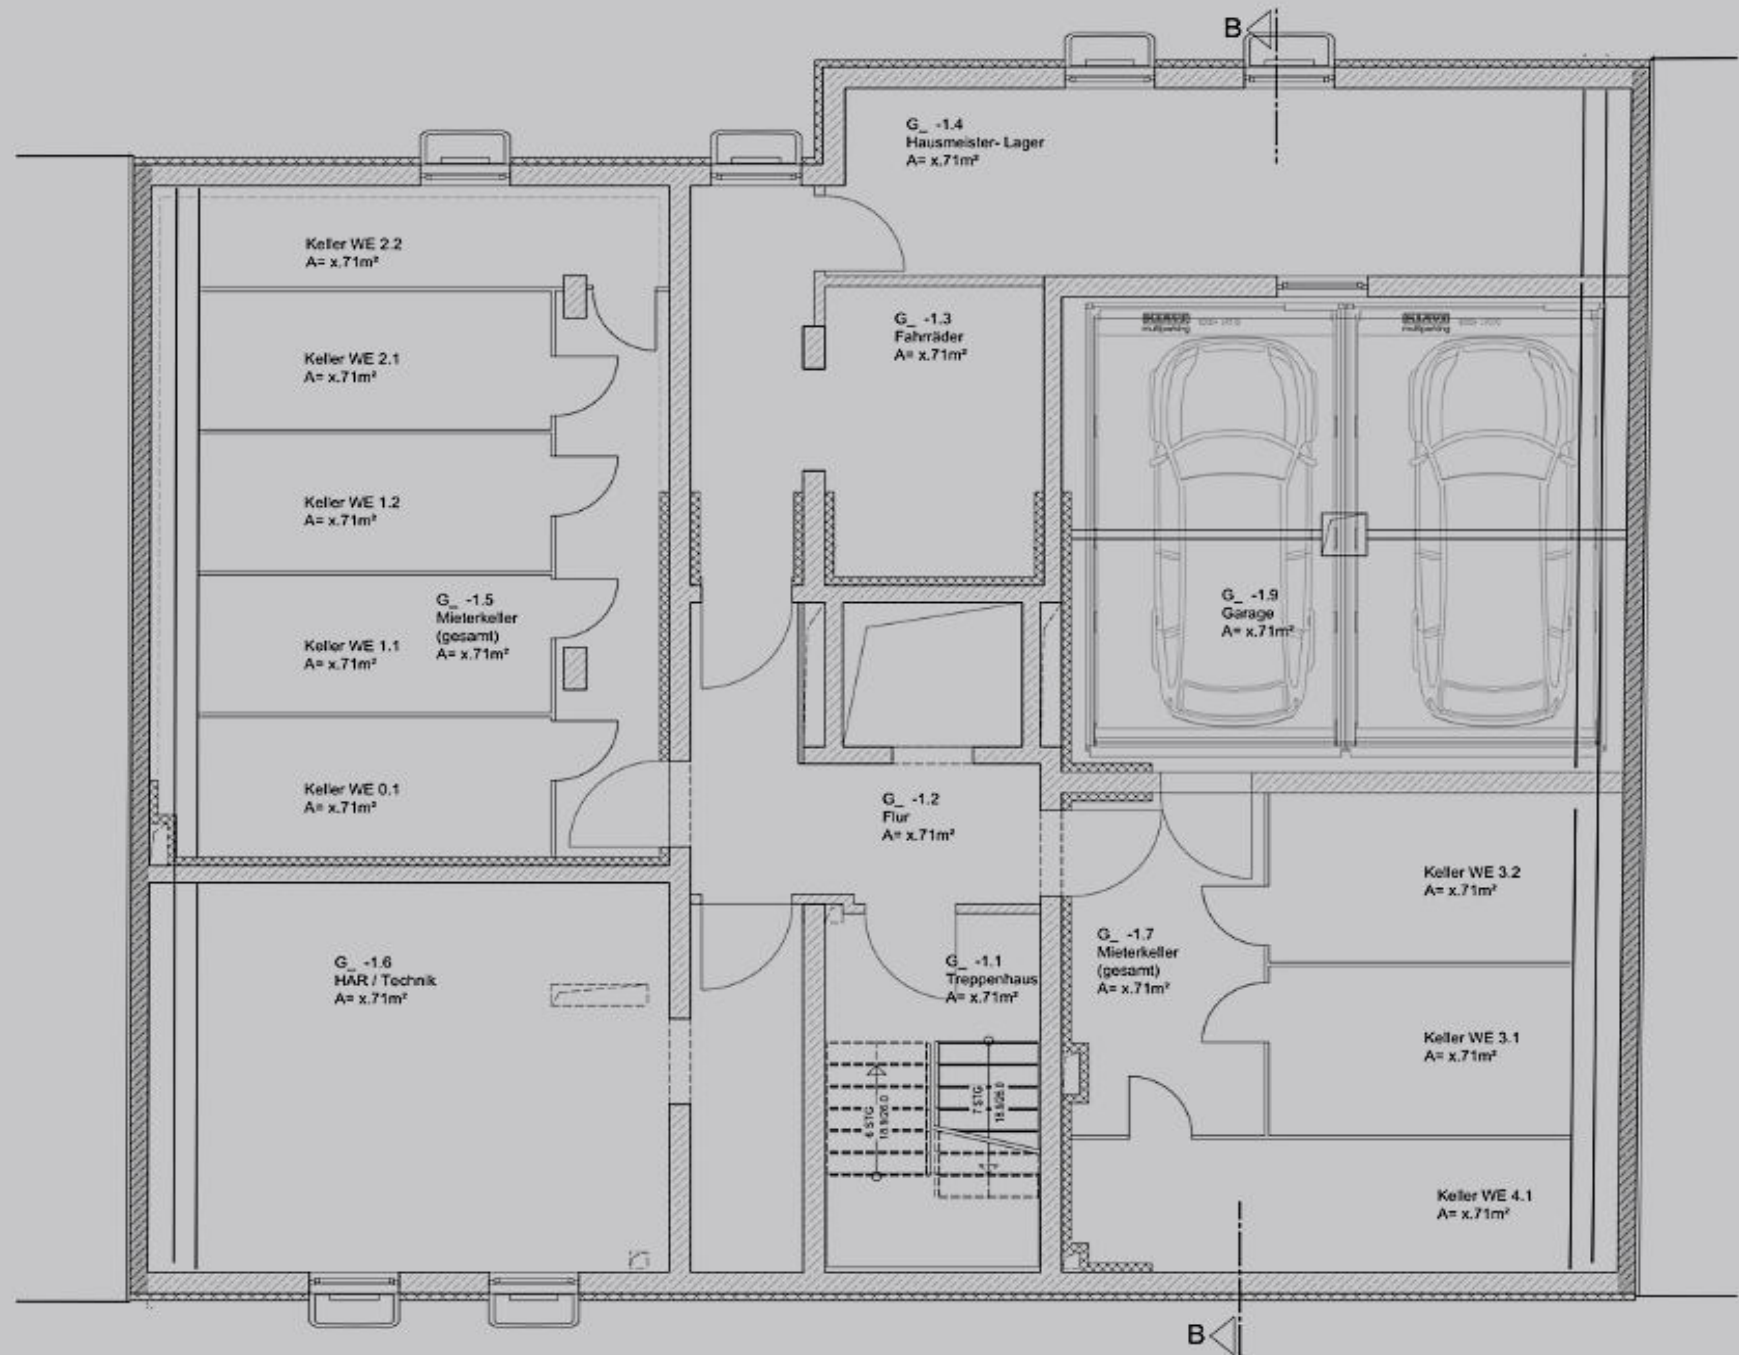 B
G_ -1.4
Hausmeister- Lager
A= x.71m²
Keller WE 2.2
A= x.71m²
G_ -1.3
Fahrräder
A= x.71m²
multiparking
multiparking
Keller WE 2.1
A= x.71m²
Keller WE 1.2
A= x.71m²
G_ -1.5
Mieterkeller
(gesamt)
A= x.71m²
G_ -1.9
Garage
A= x.71m²
Keller WE 1.1
A= x.71m²
Keller WE 0.1
A= x.71m²
G_ -1.2
Flur
A= x.71m²
Keller WE 3.2
A= x.71m²
G_ -1.6
HAR / Technik
A= x.71m²
G_ -1.1
Treppenhaus
A= x.71m²
G_ -1.7
Mieterkeller
(gesamt)
A= x.71m²
Keller WE 3.1
A= x.71m²
6 STG
7 STG
Keller WE 4.1
A= x.71m²
B